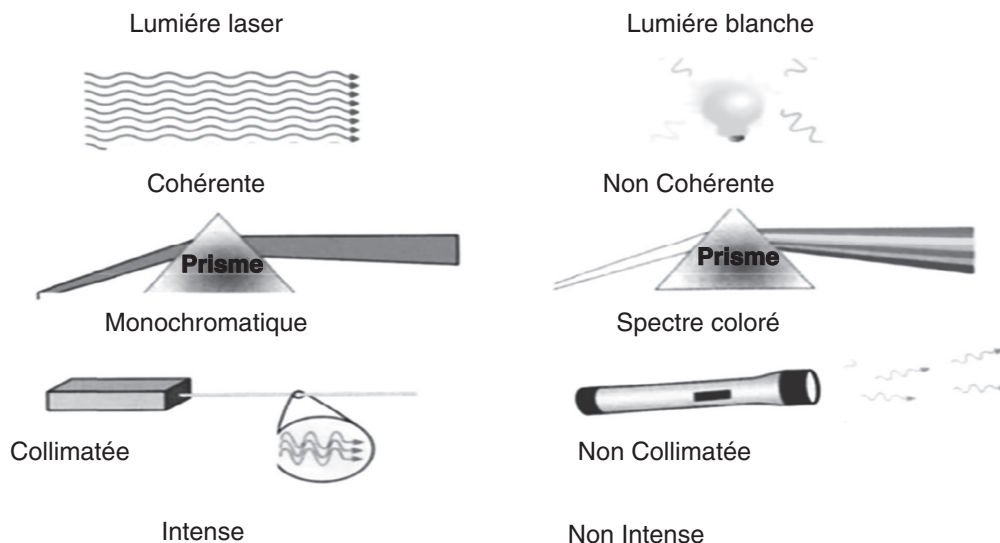 Lumiére laser
Lumiére blanche
Cohérente
Non Cohérente
Prisme
Prisme
Monochromatique
Spectre coloré
Collimatée
Non Collimatée
Intense
Non Intense